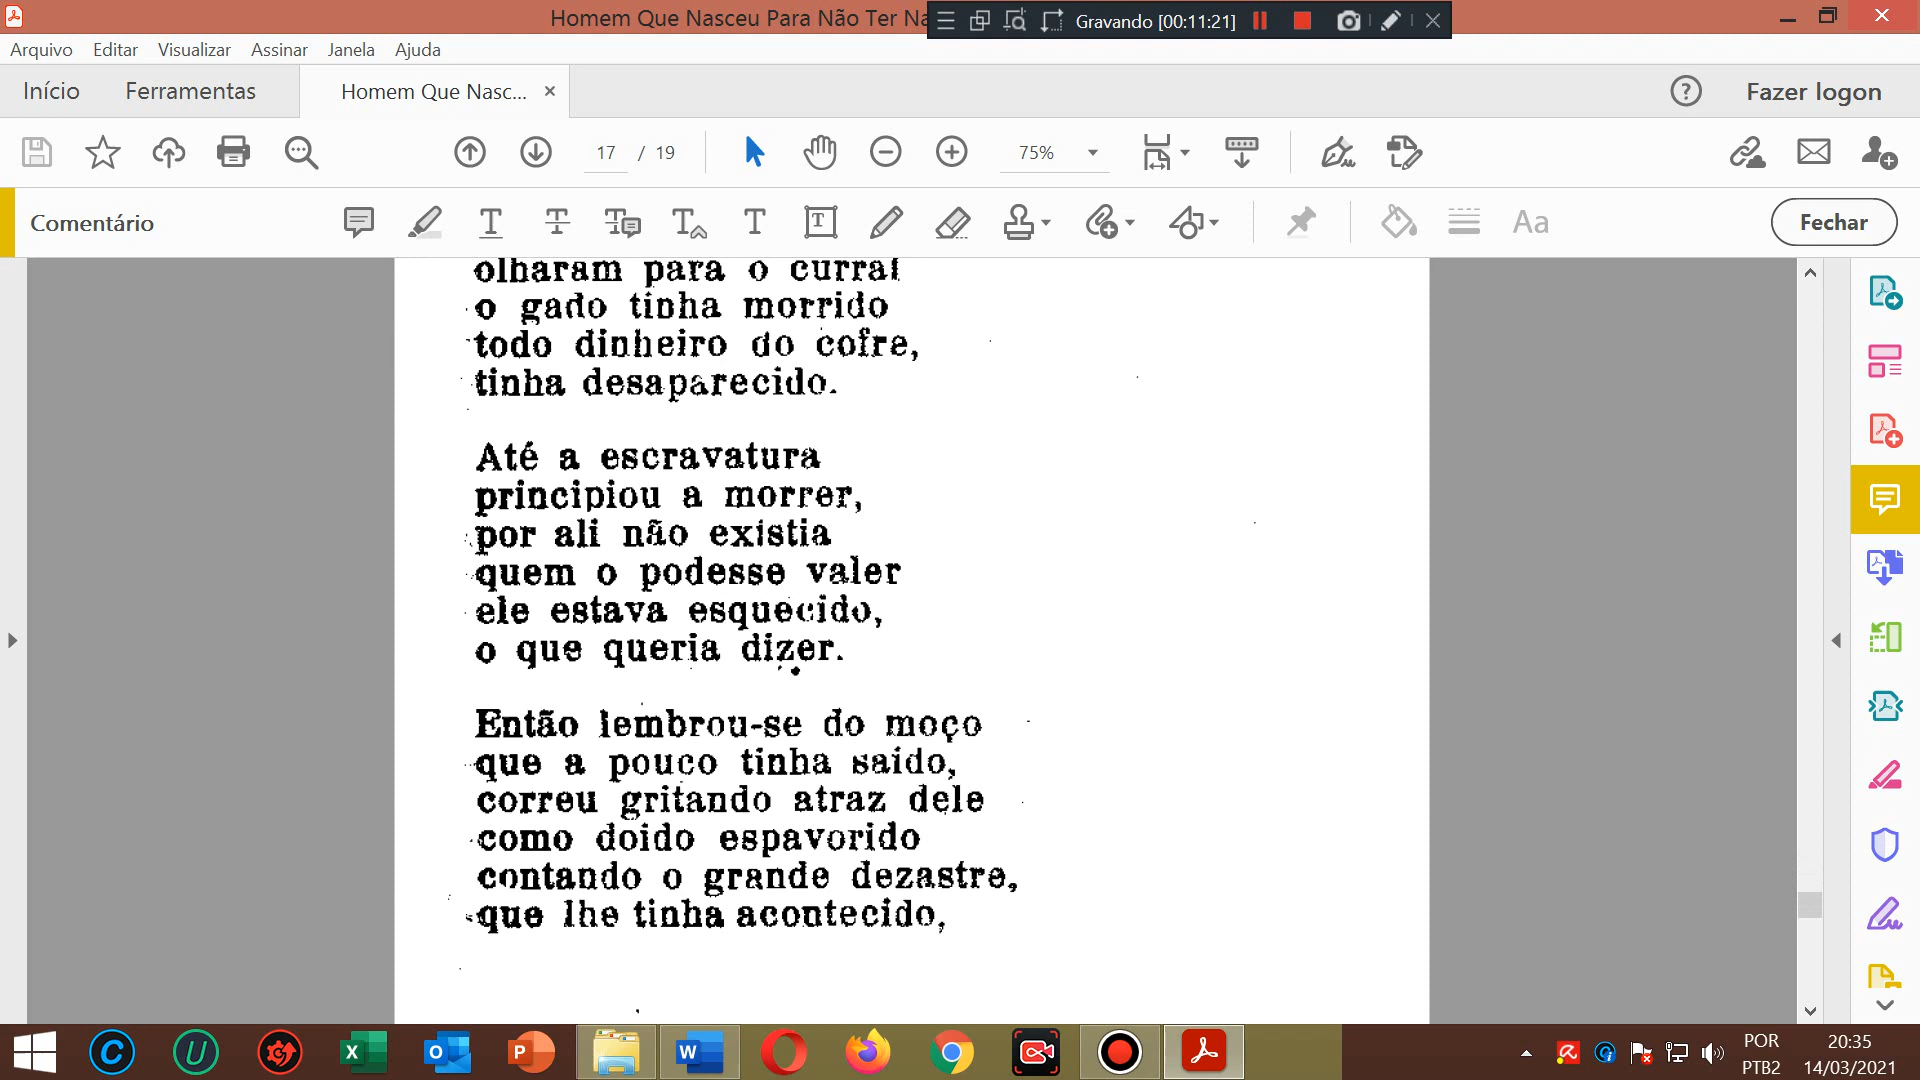 Homem Que Nasceu Para Não Ter Na
Gravando [00:11:21]
Arquivo Editar Visualizar Assinar Janela Ajuda
Início Ferramentas Homem Que Nasc... Fazer logon
17 / 19 75%
Comentário Fechar
olharam para o curral
o gado tinha morrido
todo dinheiro do cofre,
tinha desaparecido.
Até a escravatura
principiou a morrer,
por ali não existia
quem o podesse valer
ele estava esquecido,
o que queria dizer.
Então lembrou-se do moço
que a pouco tinha saido,
correu gritando atraz dele
como doido espavorido
contando o grande dezastre,
que lhe tinha acontecido,
POR 20:35
PTB2 14/03/2021